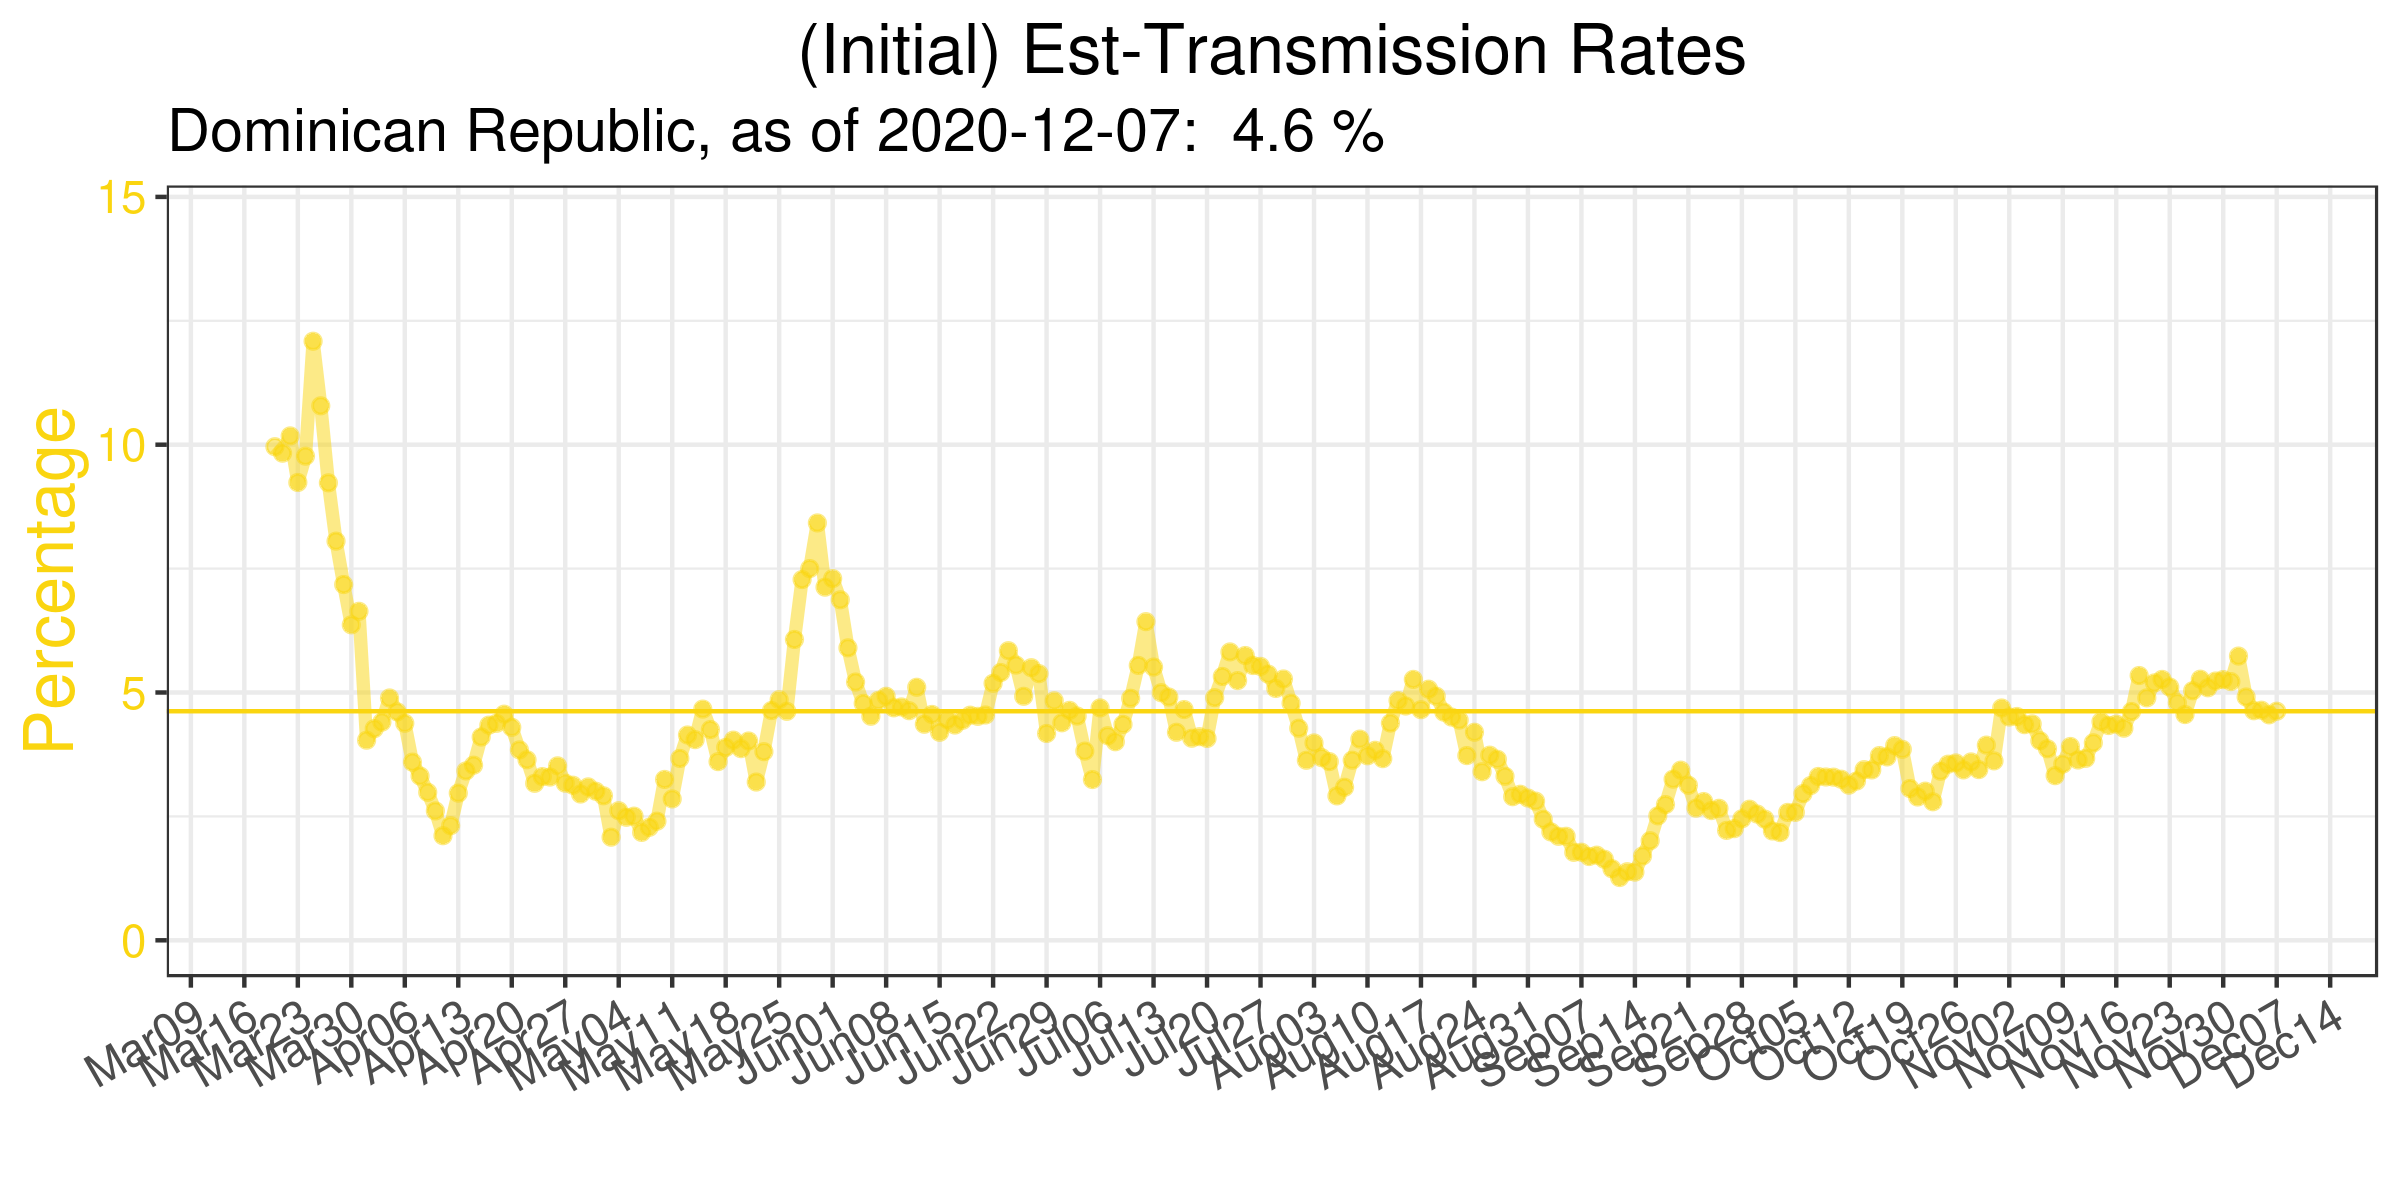 (Initial) Est-Transmission Rates
Dominican Republic, as of 2020-12-07:  4.6 %
Percentage
15
10
5
0
Mar09
Mar16
Mar23
Mar30
Apr06
Apr13
Apr20
Apr27
May04
May11
May18
May25
Jun01
Jun08
Jun15
Jun22
Jun29
Jul06
Jul13
Jul20
Jul27
Aug03
Aug10
Aug17
Aug24
Aug31
Sep07
Sep14
Sep21
Sep28
Oct05
Oct12
Oct19
Oct26
Nov02
Nov09
Nov16
Nov23
Nov30
Dec07
Dec14